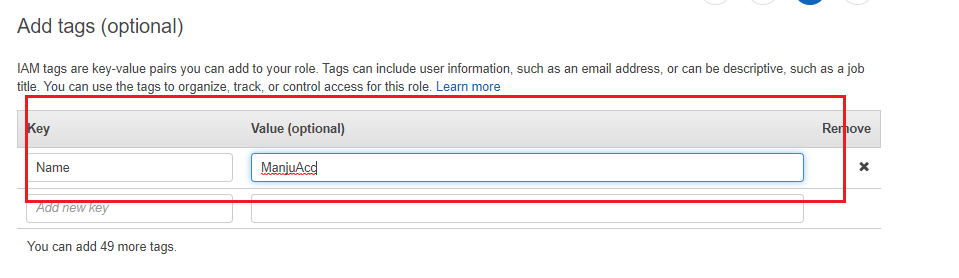 Add tags (optional)
IAM tags are key-value pairs you can add to your role. Tags can include user information, such as an email address, or can be descriptive, such as a job
title. You can use the tags to organize, track, or control access for this role. Learn more
Key Value (optional) Remove
Name ManjuAcc
Add new key
You can add 49 more tags.